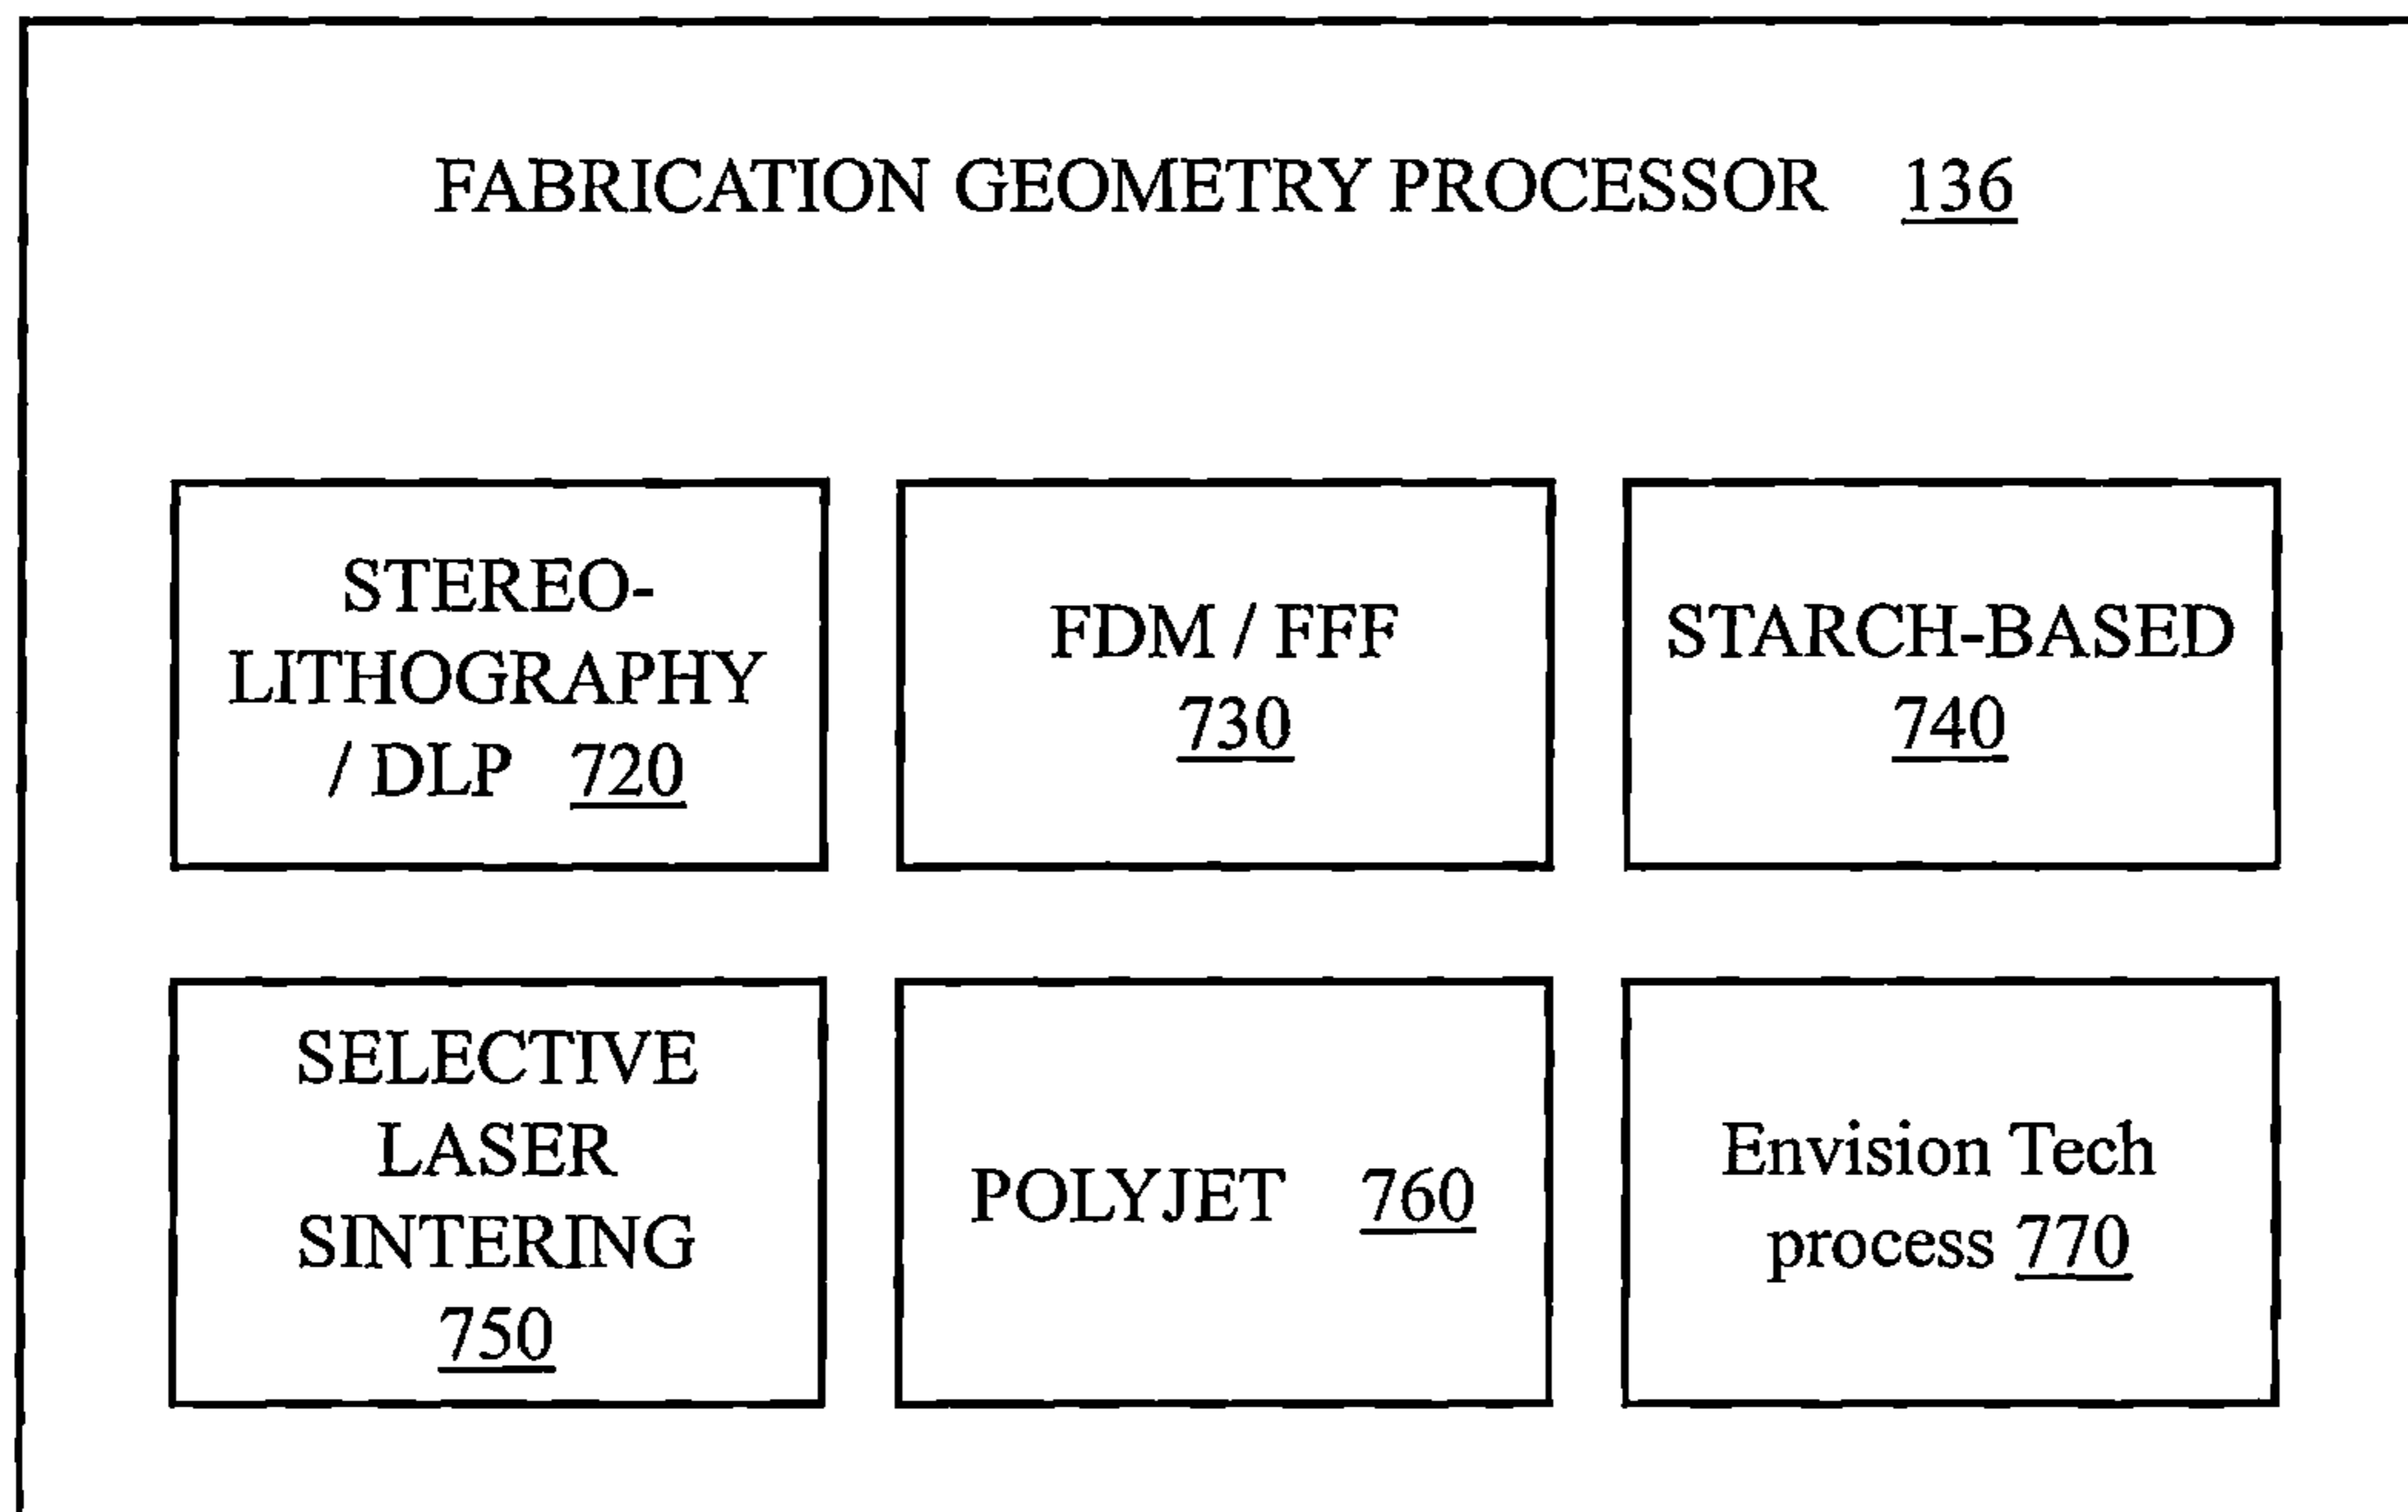 FABRICATION GEOMETRY PROCESSOR 136
STEREO-
LITHOGRAPHY
/ DLP 720
FDM / FFF
730
STARCH-BASED
740
SELECTIVE
LASER
SINTERING
750
POLYJET 760
Envision Tech
process 770